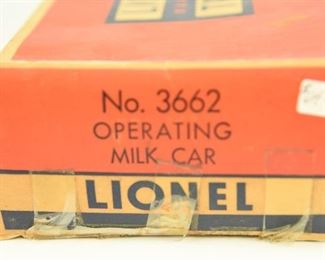 No. 3662
OPERATING
MILK CAR
LIONEL